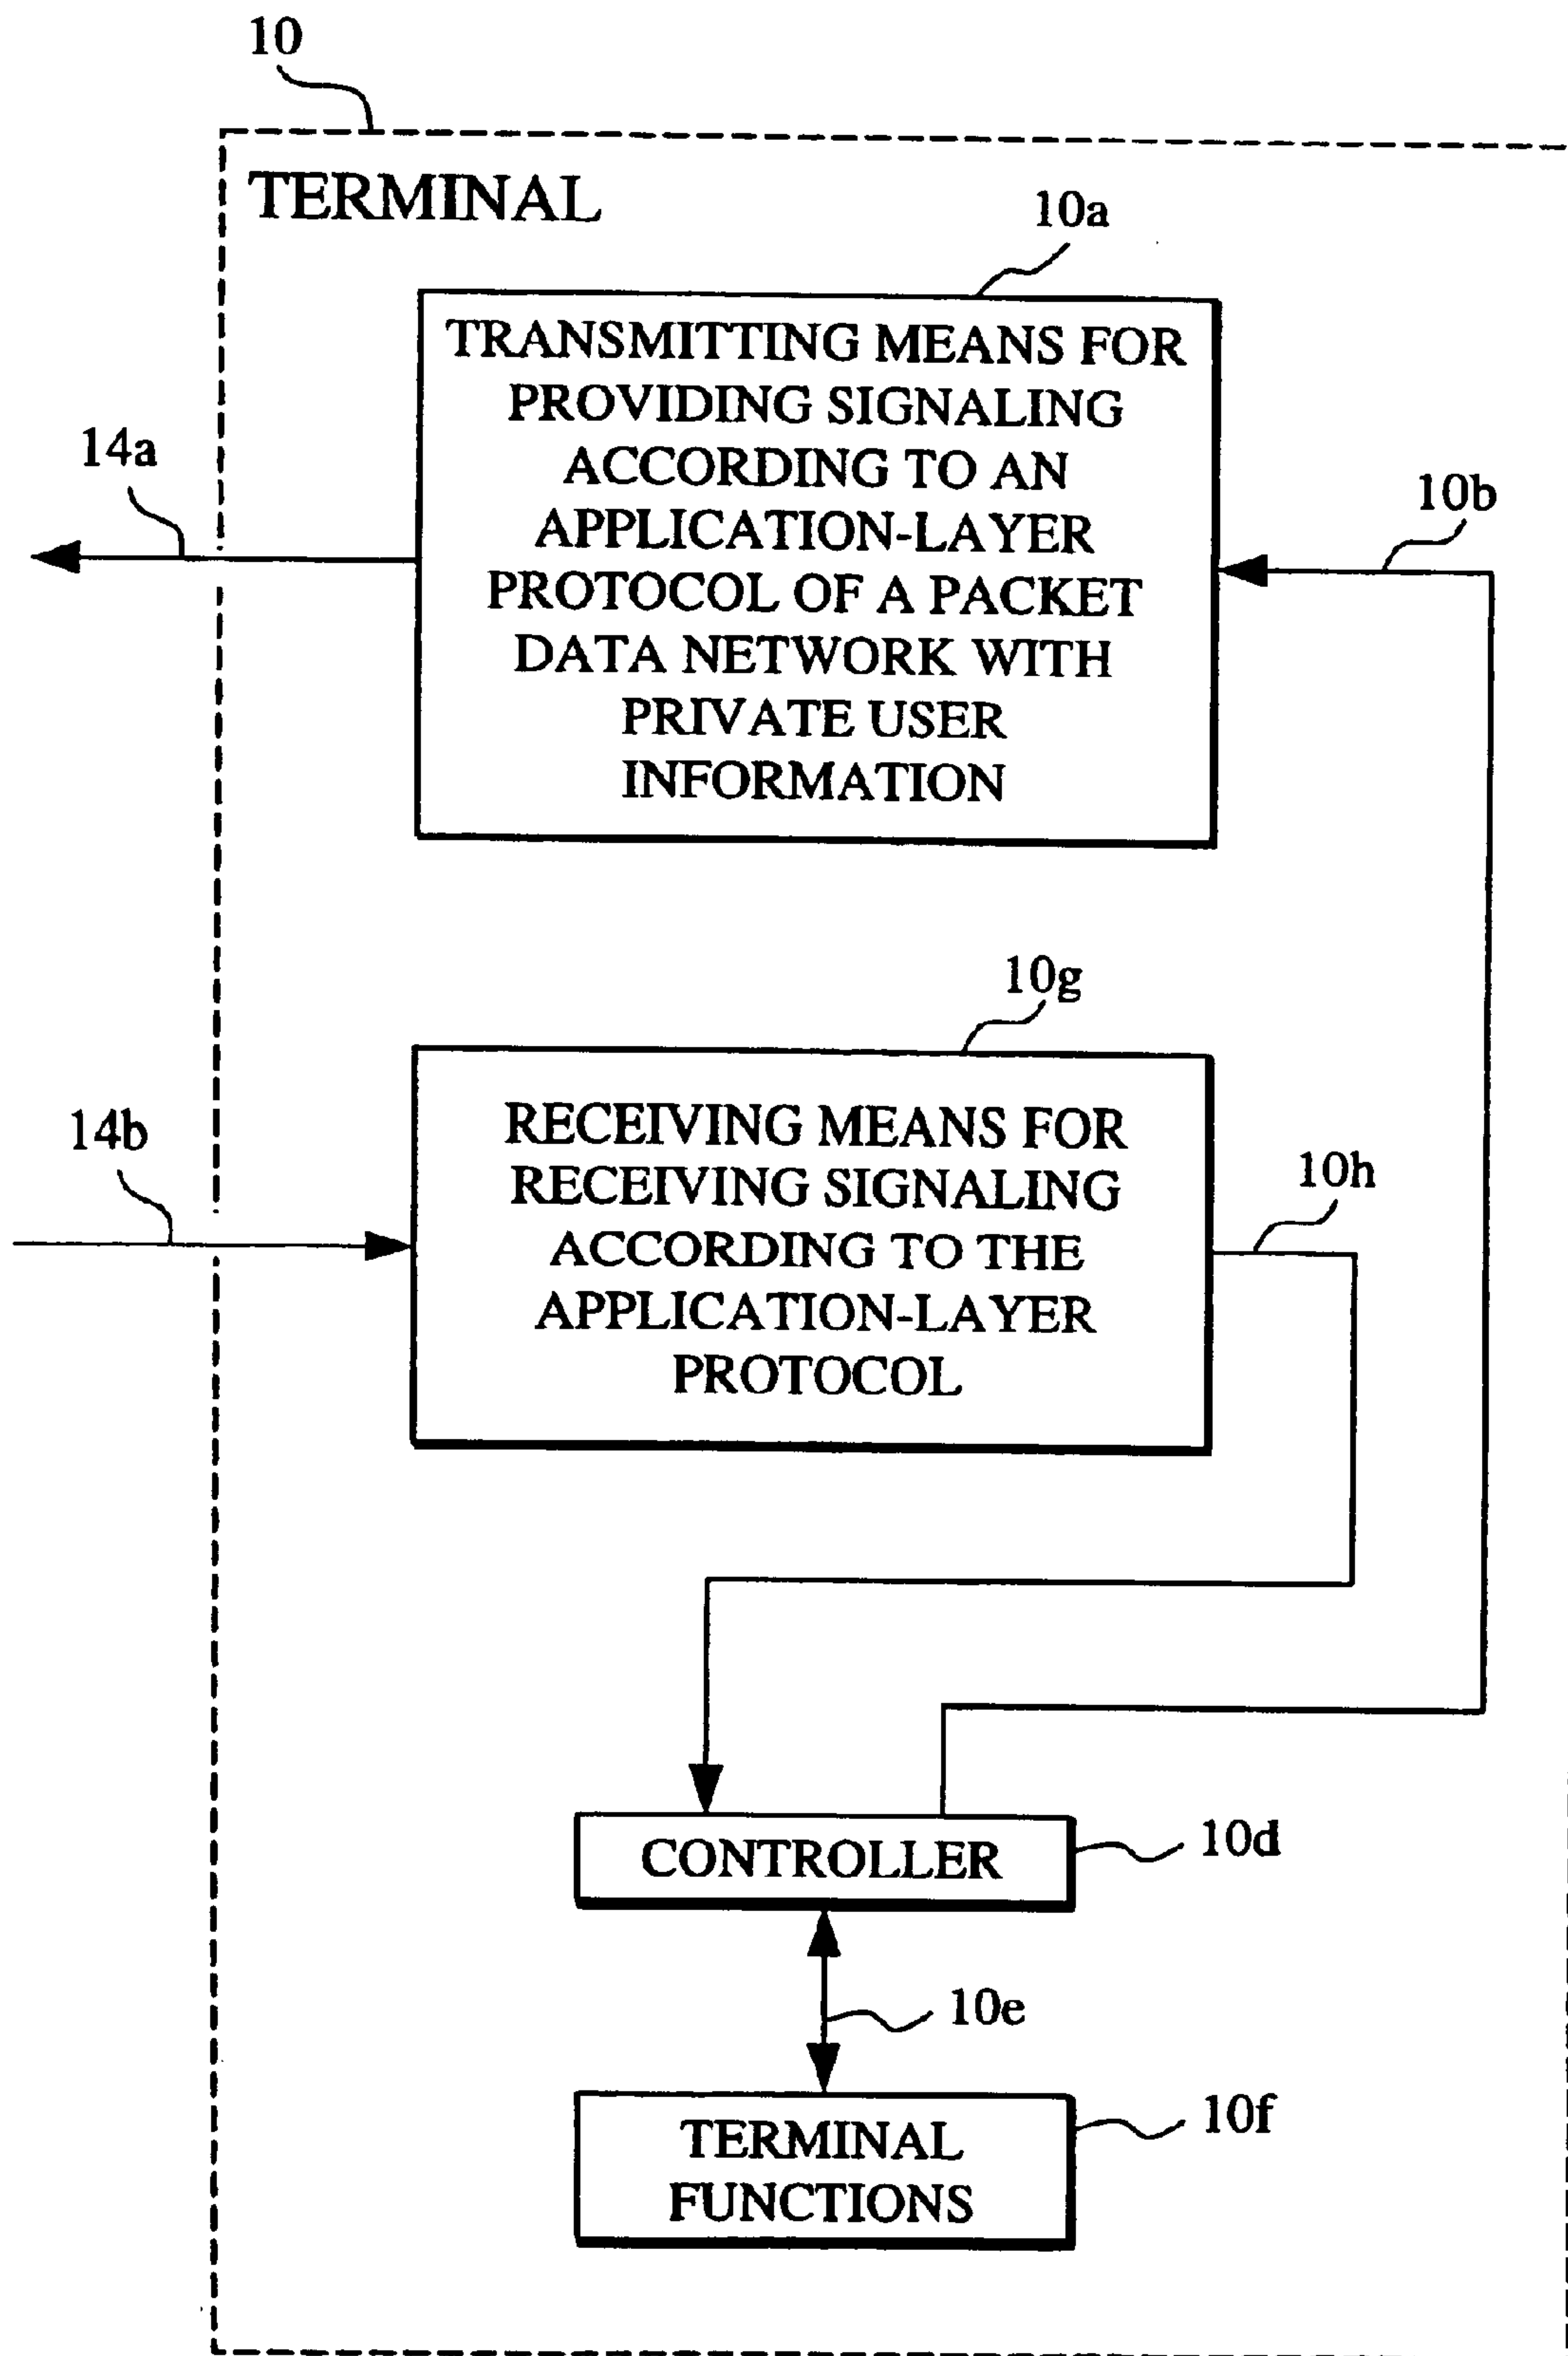 10
TERMINAL
10a
TRANSMITTING MEANS FOR
PROVIDING SIGNALING
ACCORDING TO AN
APPLICATION-LAYER
PROTOCOL OF A PACKET
DATA NETWORK WITH
PRIVATE USER
INFORMATION
14a
10b
10g
RECEIVING MEANS FOR
RECEIVING SIGNALING
ACCORDING TO THE
APPLICATION-LAYER
PROTOCOL
14b
10h
CONTROLLER
10d
10e
TERMINAL
FUNCTIONS
10f